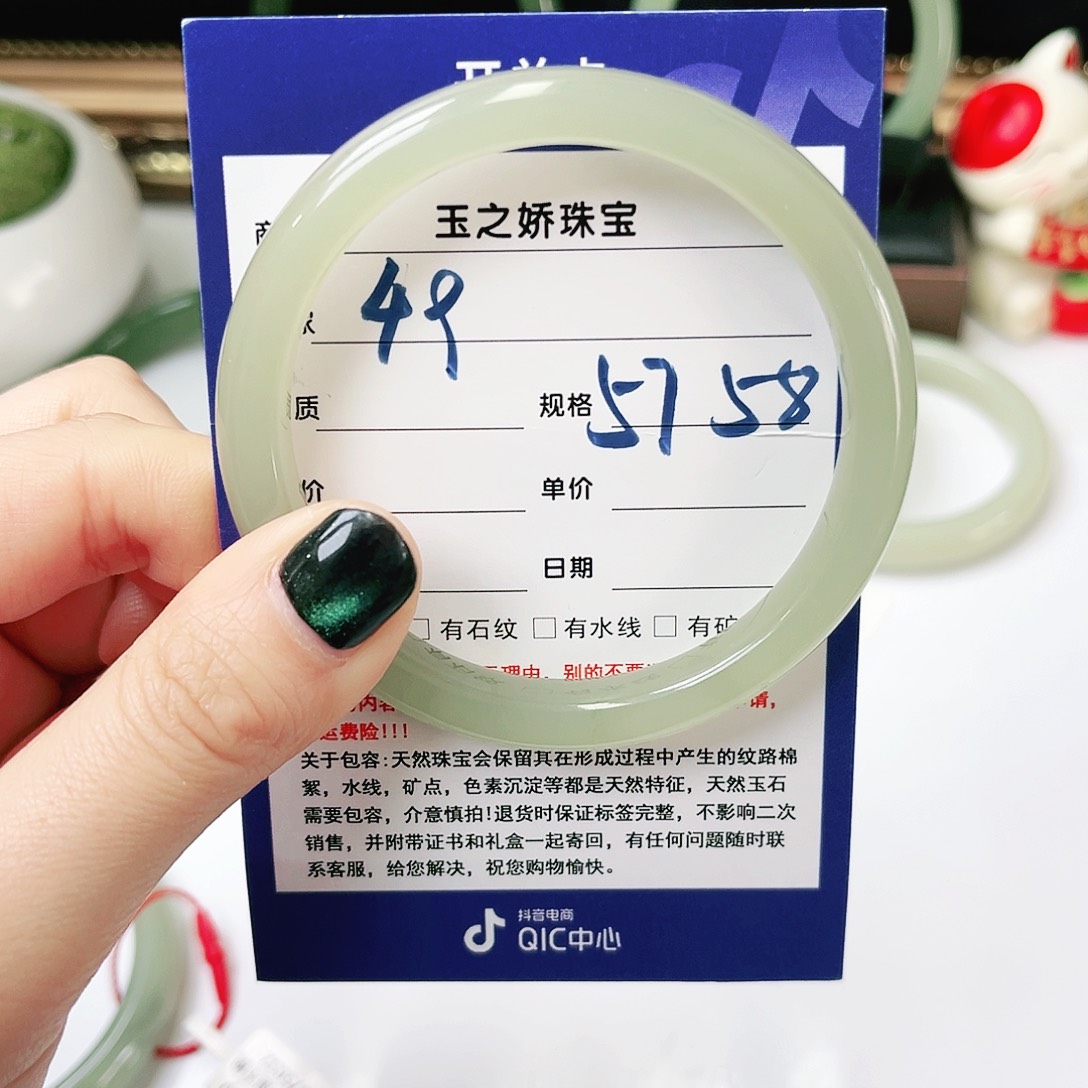 玉之娇珠宝
49
质 规格 57 58
价 单价
日期
有石纹 有水线 有矿
理由，别的不要
运费险!!!
关于包容:天然珠宝会保留其在形成过程中产生的纹路棉
絮，水线，矿点，色素沉淀等都是天然特征，天然玉石
需要包容，介意慎拍!退货时保证标签完整，不影响二次
销售，并附带证书和礼盒一起寄回，有任何问题随时联
系客服，给您解决，祝您购物愉快。
抖音电商
QIC中心